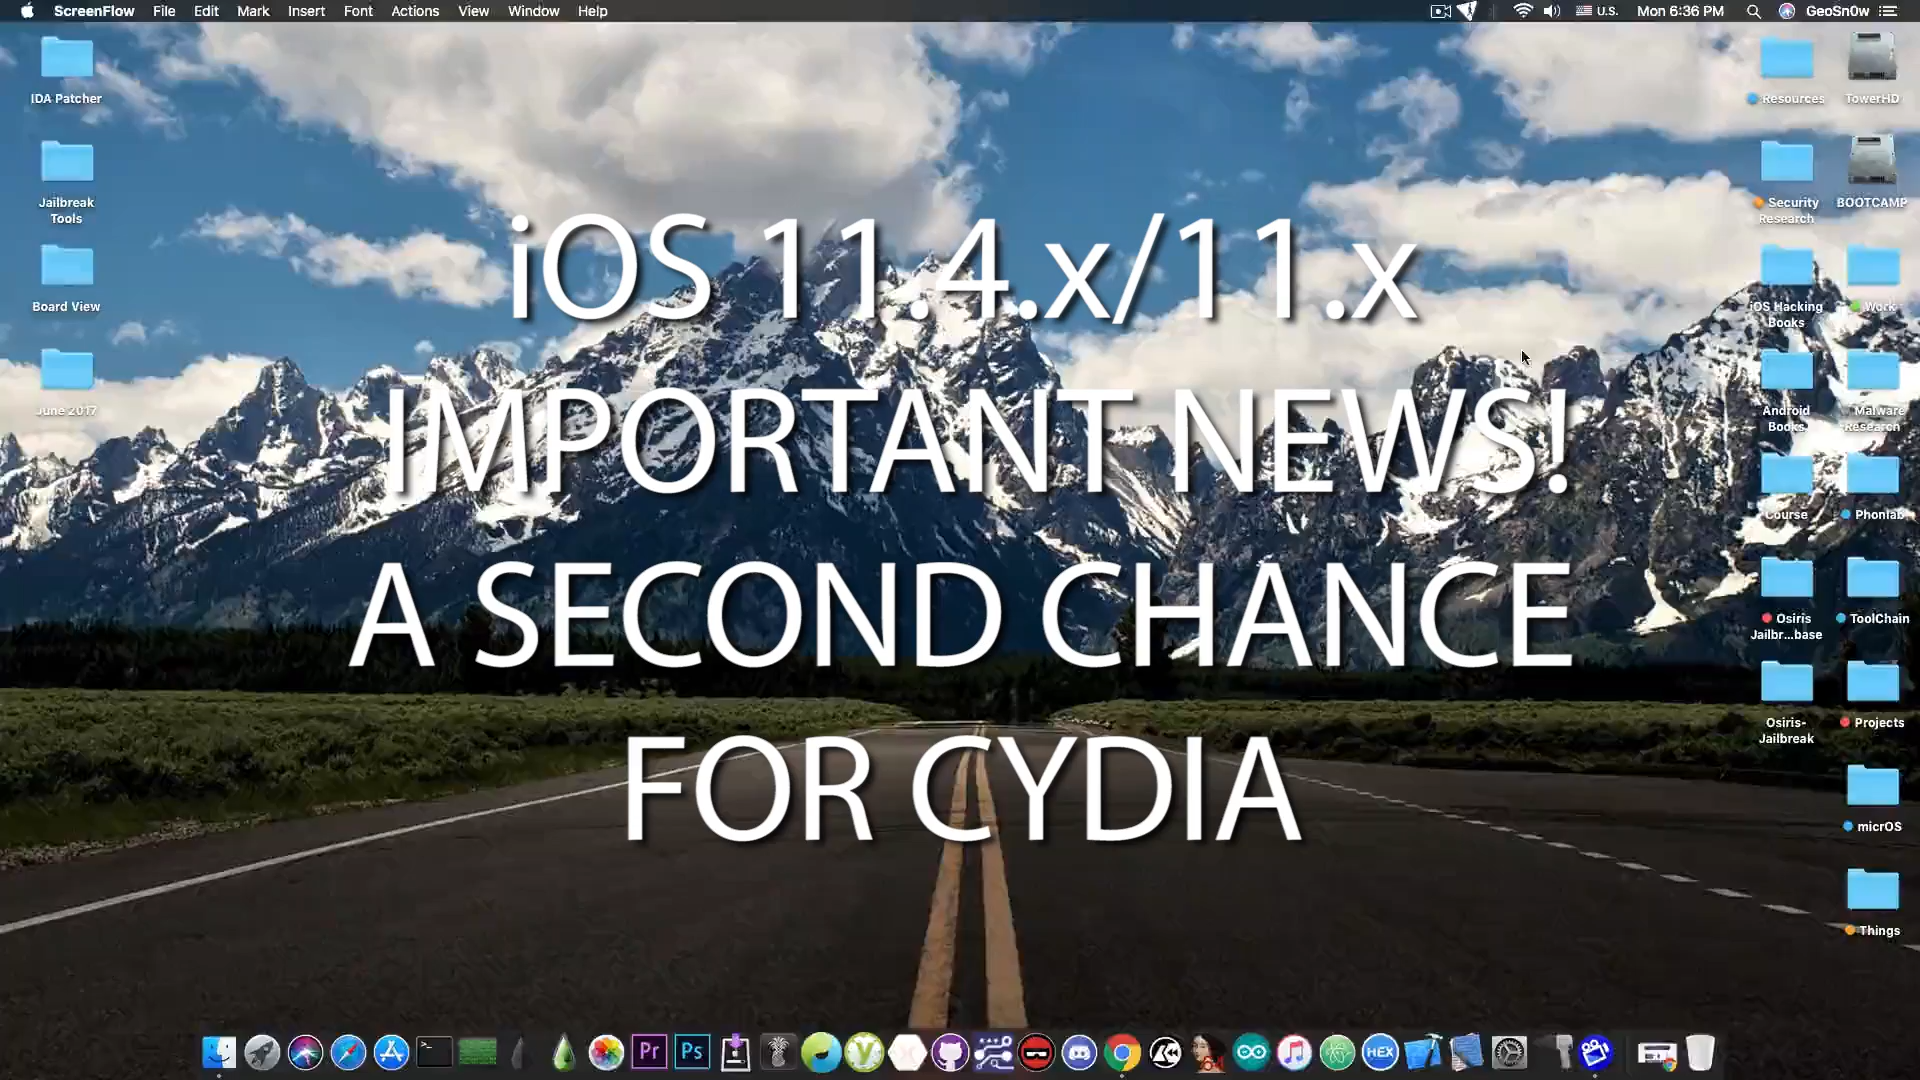 ScreenFlow File Edit Mark Insert Font Actions View Window Help U.S. Mon 6:36 PM GeoSn0w
IDA Patcher
Jailbreak
Tools
Board View
June 2017
iOS 11.4.x/11.x
IMPORTANT NEWS!
A SECOND CHANCE
FOR CYDIA
Resources TowerHD
Security
Research
BOOTCAMP
iOS Hacking
Books
Work
Android
Books
Malware
Research
Course Phonlab
Osiris
Jailbr...base
ToolChain
Osiris-
Jailbreak
Projects
micrOS
Things
Pr Ps HEX